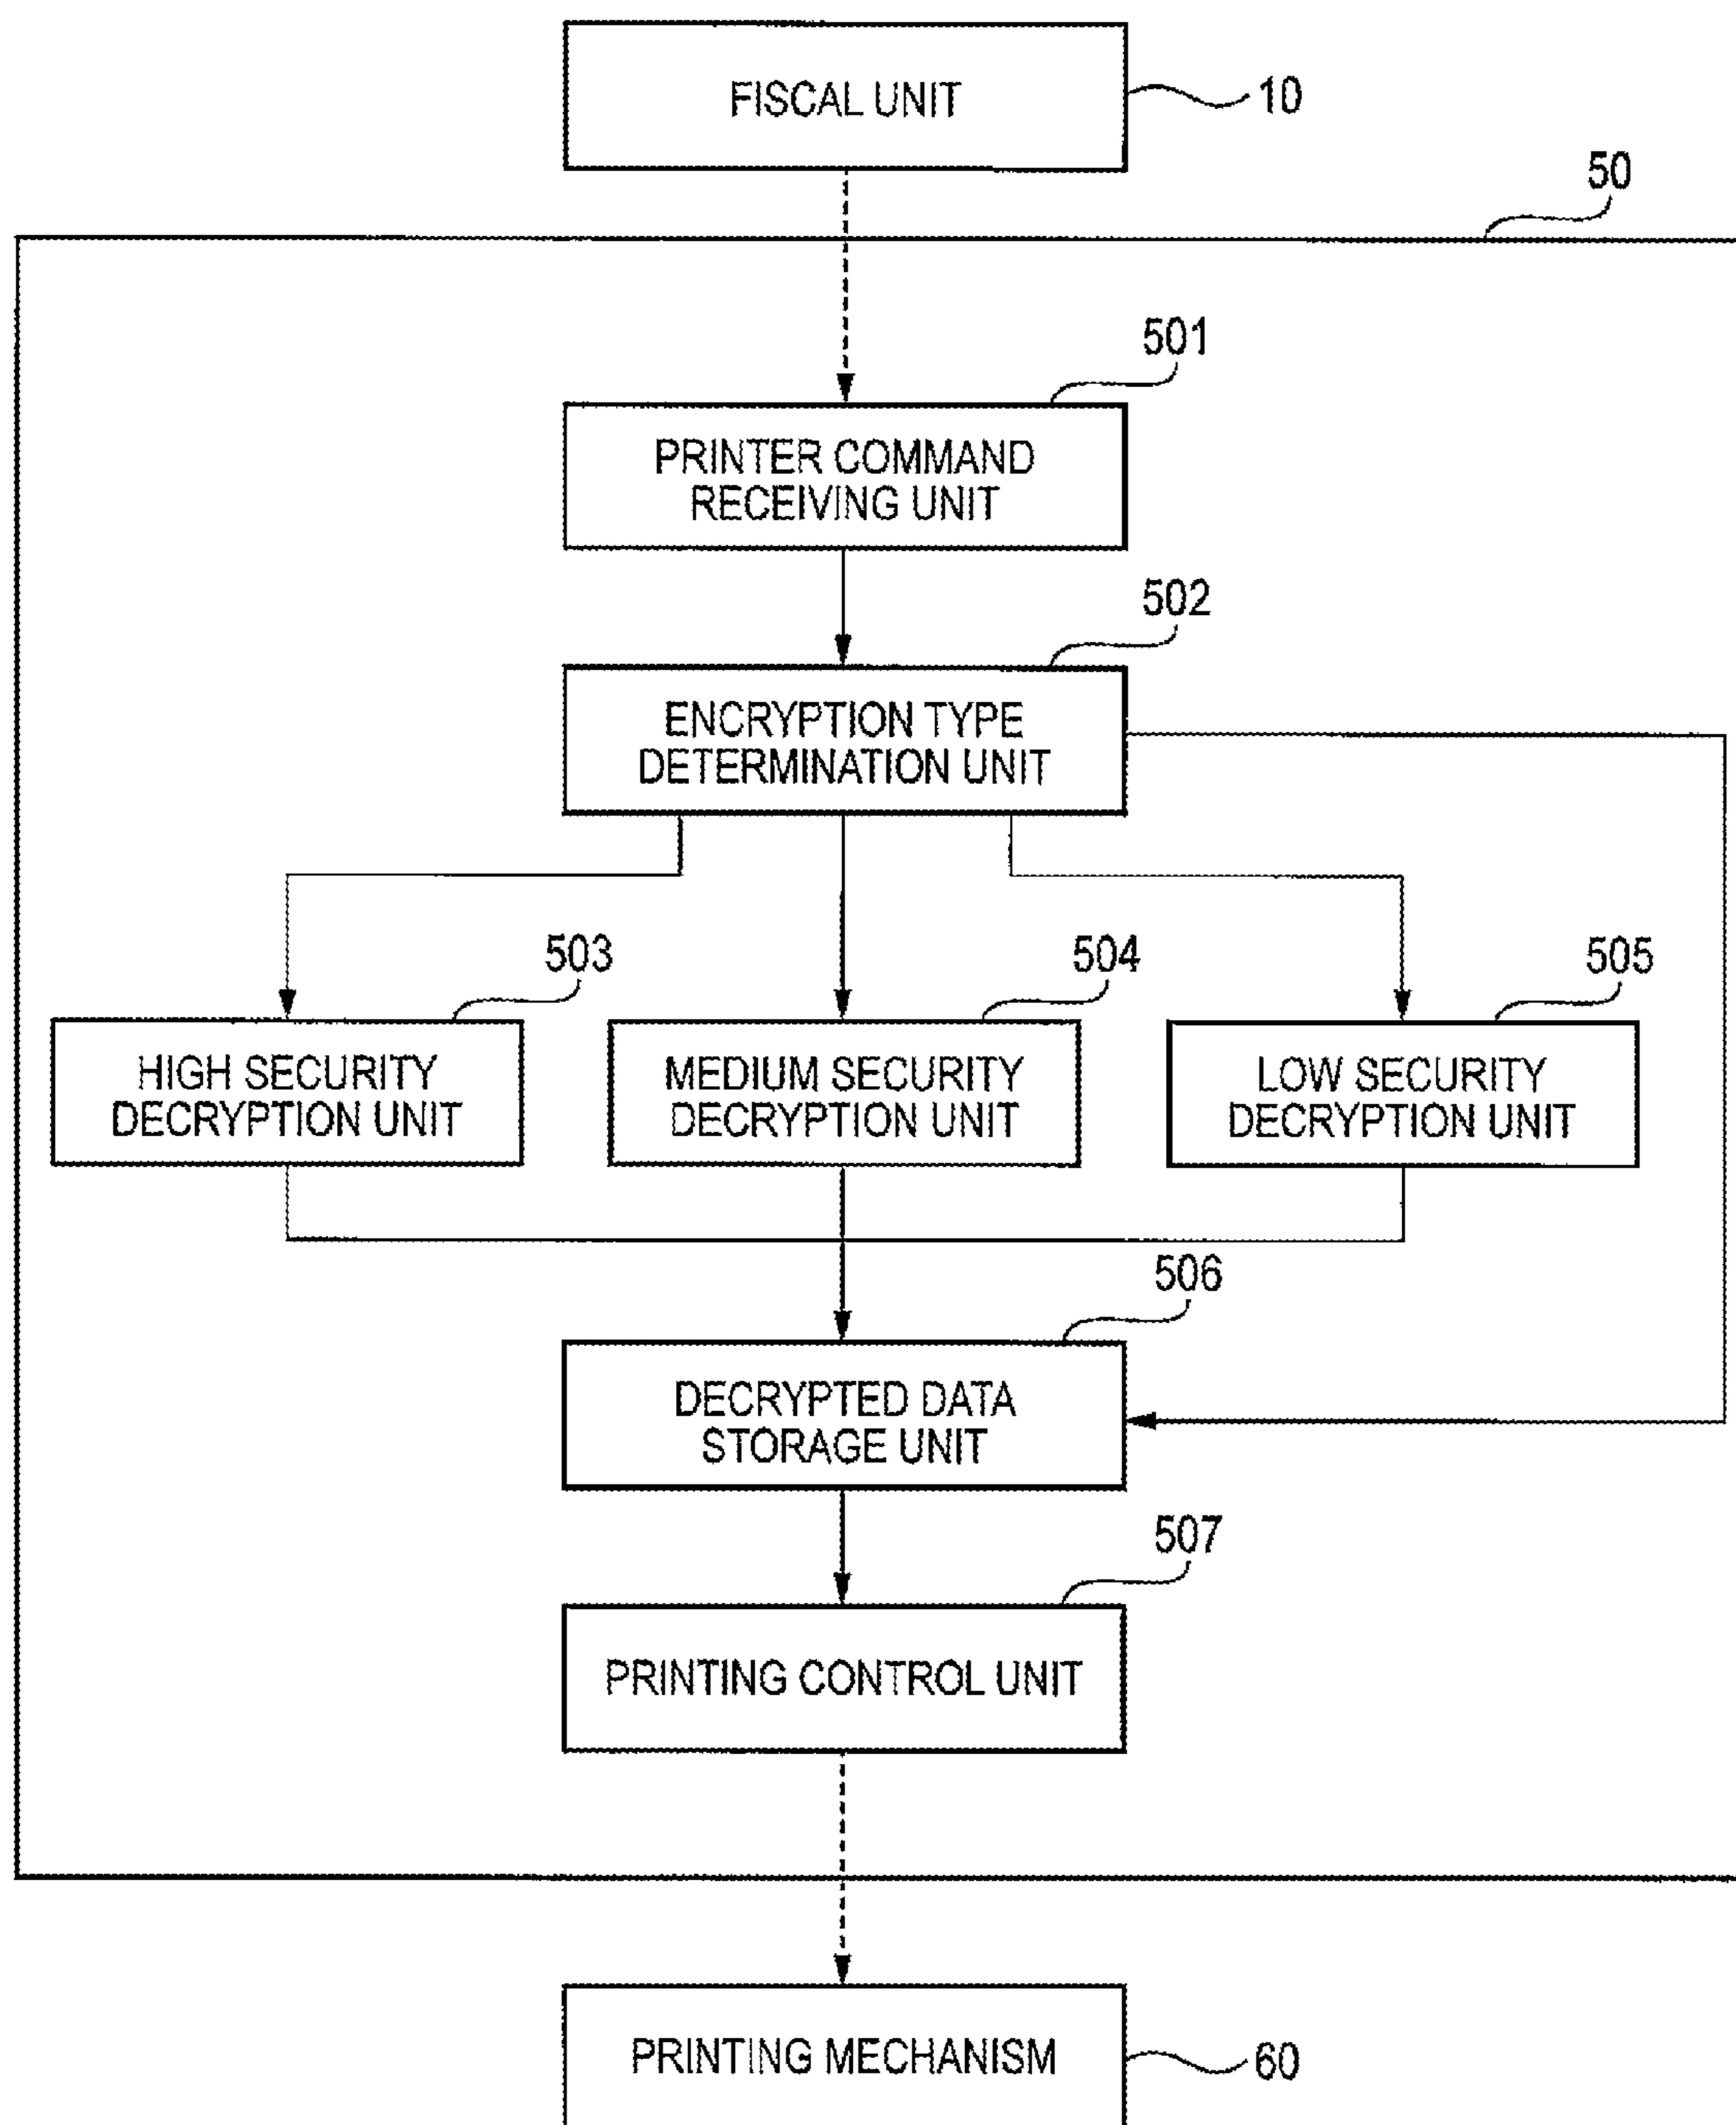 FISCAL UNIT
10
50
501
PRINTER COMMAND
RECEIVING UNIT
502
ENCRYPTION TYPE
DETERMINATION UNIT
503
504
505
HIGH SECURITY
DECRYPTION UNIT
MEDIUM SECURITY
DECRYPTION UNIT
LOW SECURITY
DECRYPTION UNIT
506
DECRYPTED DATA
STORAGE UNIT
507
PRINTING CONTROL UNIT
PRINTING MECHANISM
60